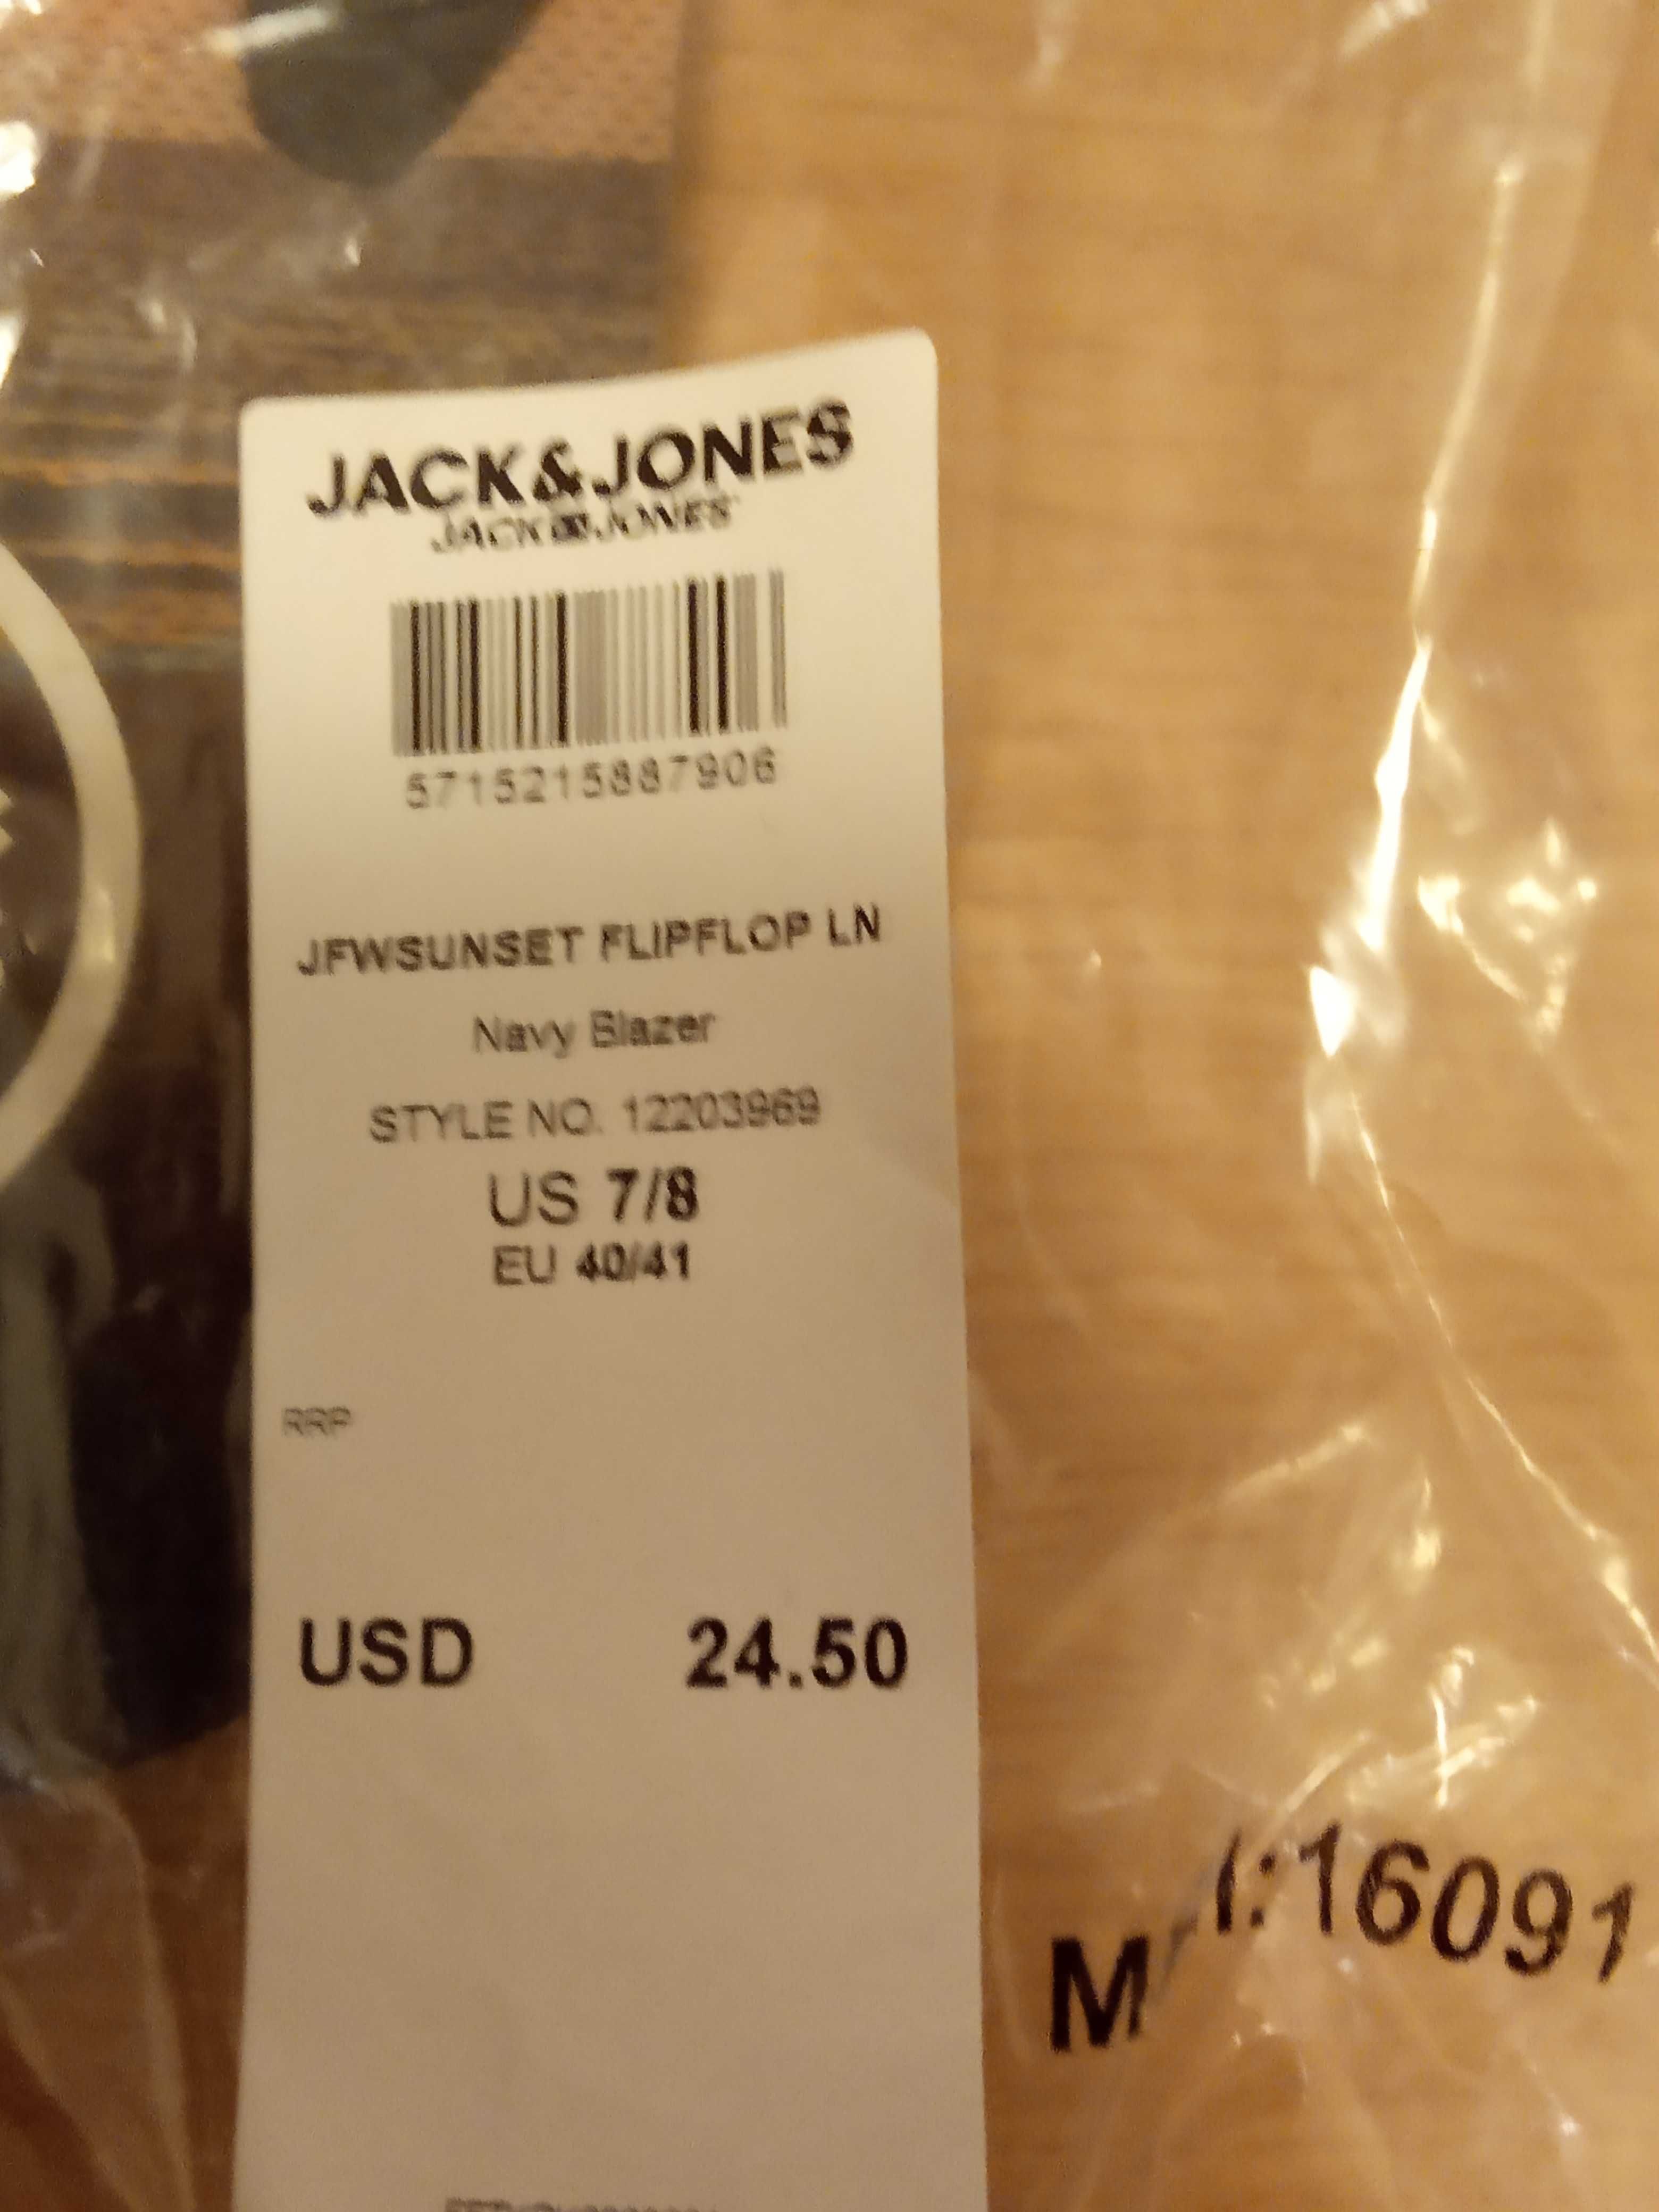 JACK&JONES
JACK&JONES
5715215887906
JFWSUNSET FLIPFLOP LN
Navy Blazer
STYLE NO. 12203969
US 7/8
EU 40/41
RRP
USD 24.50
:16091